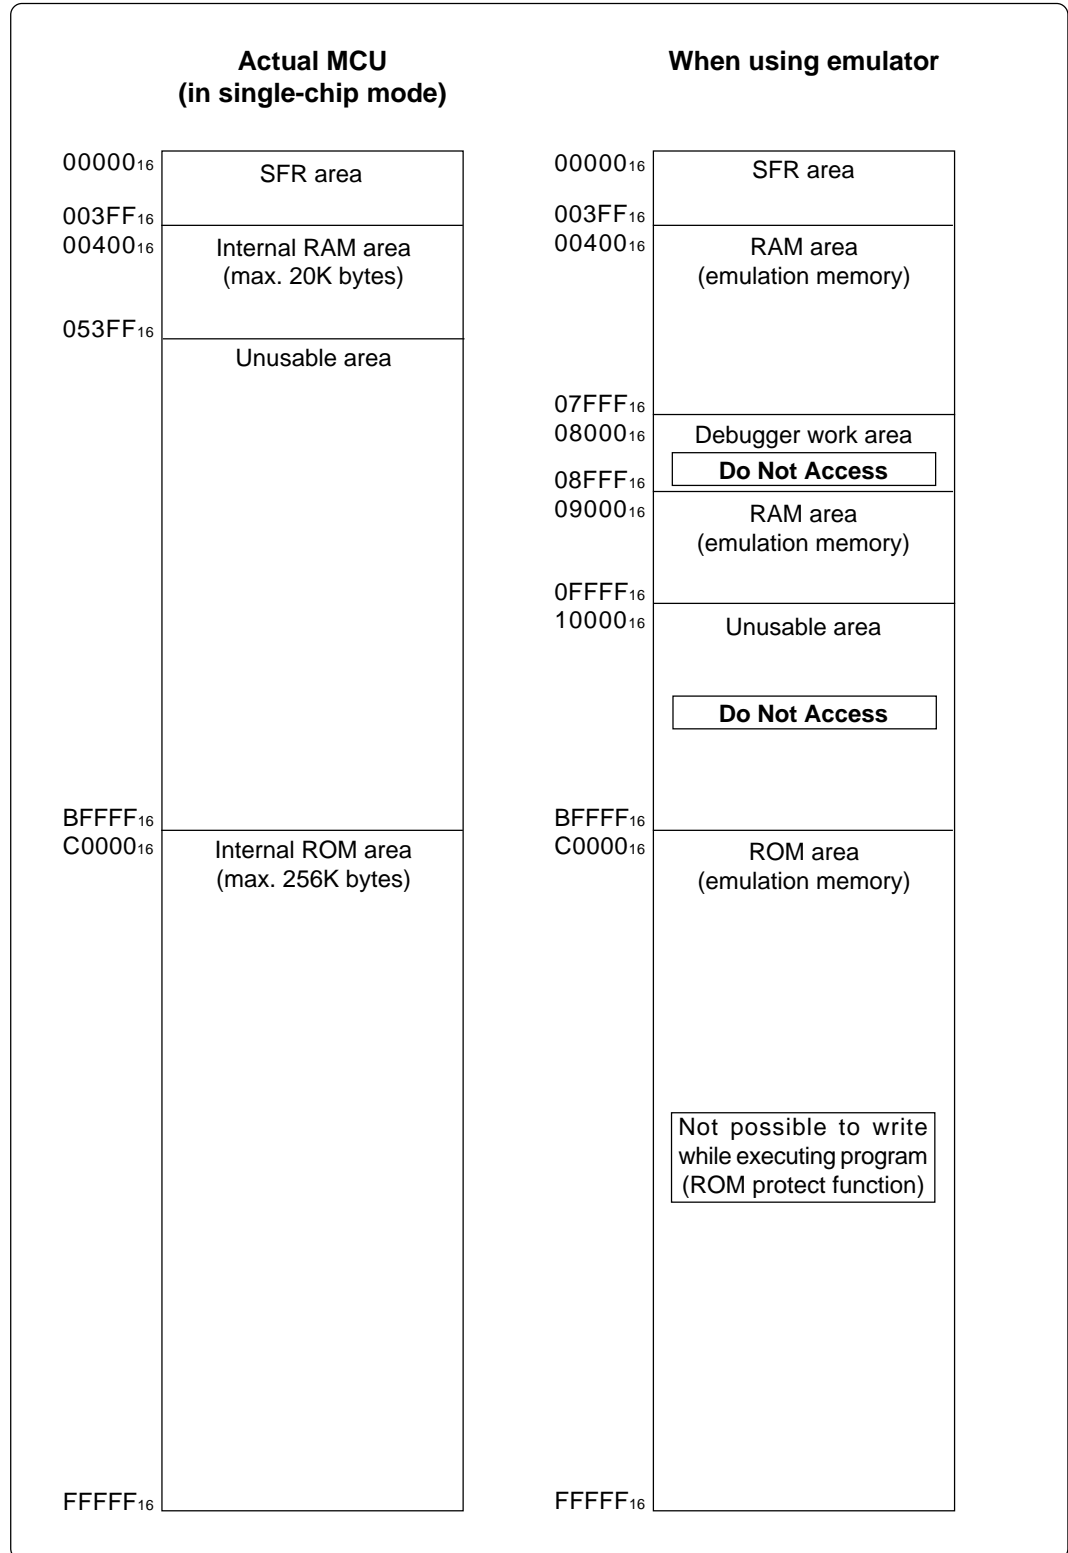 Actual MCU
(in single-chip mode)
00000₁₆
SFR area
003FF₁₆
00400₁₆
Internal RAM area
(max. 20K bytes)
053FF₁₆
Unusable area
BFFFF₁₆
C0000₁₆
Internal ROM area
(max. 256K bytes)
FFFFF₁₆
When using emulator
00000₁₆
SFR area
003FF₁₆
00400₁₆
RAM area
(emulation memory)
07FFF₁₆
08000₁₆
Debugger work area
Do Not Access
08FFF₁₆
09000₁₆
RAM area
(emulation memory)
0FFFF₁₆
10000₁₆
Unusable area
Do Not Access
BFFFF₁₆
C0000₁₆
ROM area
(emulation memory)
Not possible to write
while executing program
(ROM protect function)
FFFFF₁₆